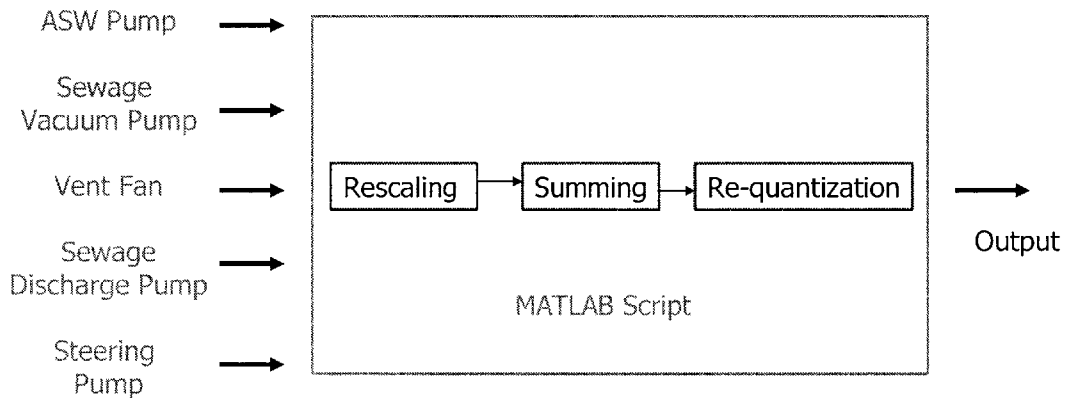 ASW Pump
Sewage
Vacuum Pump
Vent Fan
Sewage
Discharge Pump
Steering
Pump
Rescaling
Summing
Re-quantization
MATLAB Script
Output